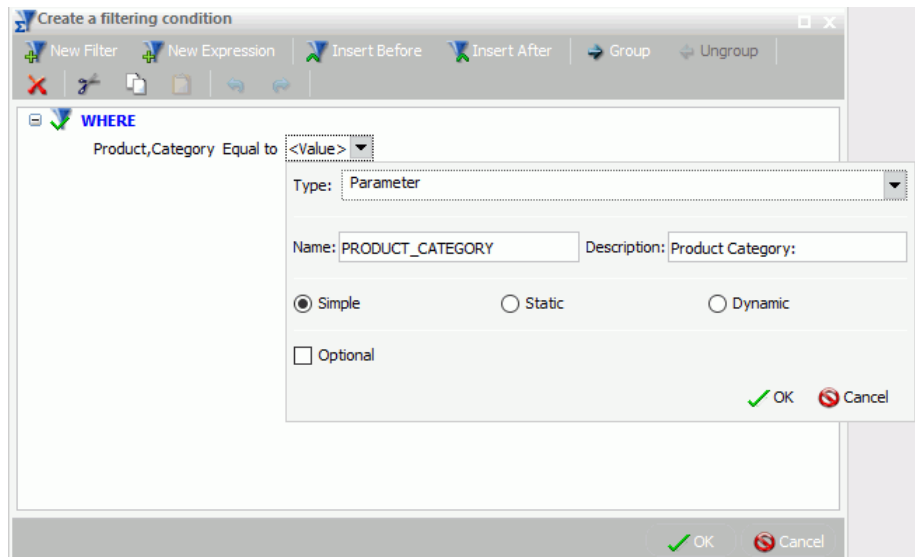 Create a filtering condition
New Filter New Expression Insert Before Insert After Group Ungroup
WHERE
Product,Category Equal to <Value>
Type: Parameter
Name: PRODUCT_CATEGORY Description: Product Category:
Simple Static Dynamic
Optional
OK Cancel
OK Cancel